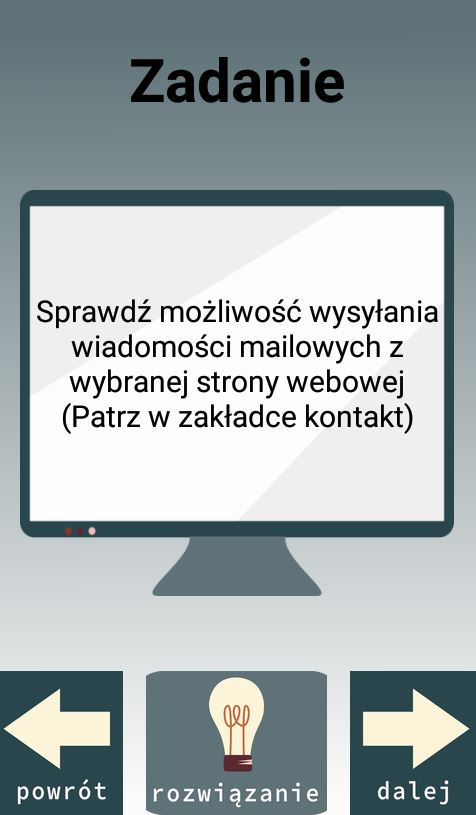 Zadanie
Sprawdź możliwość wysyłania
wiadomości mailowych z
wybranej strony webowej
(Patrz w zakładce kontakt)
powrót
rozwiązanie
dalej